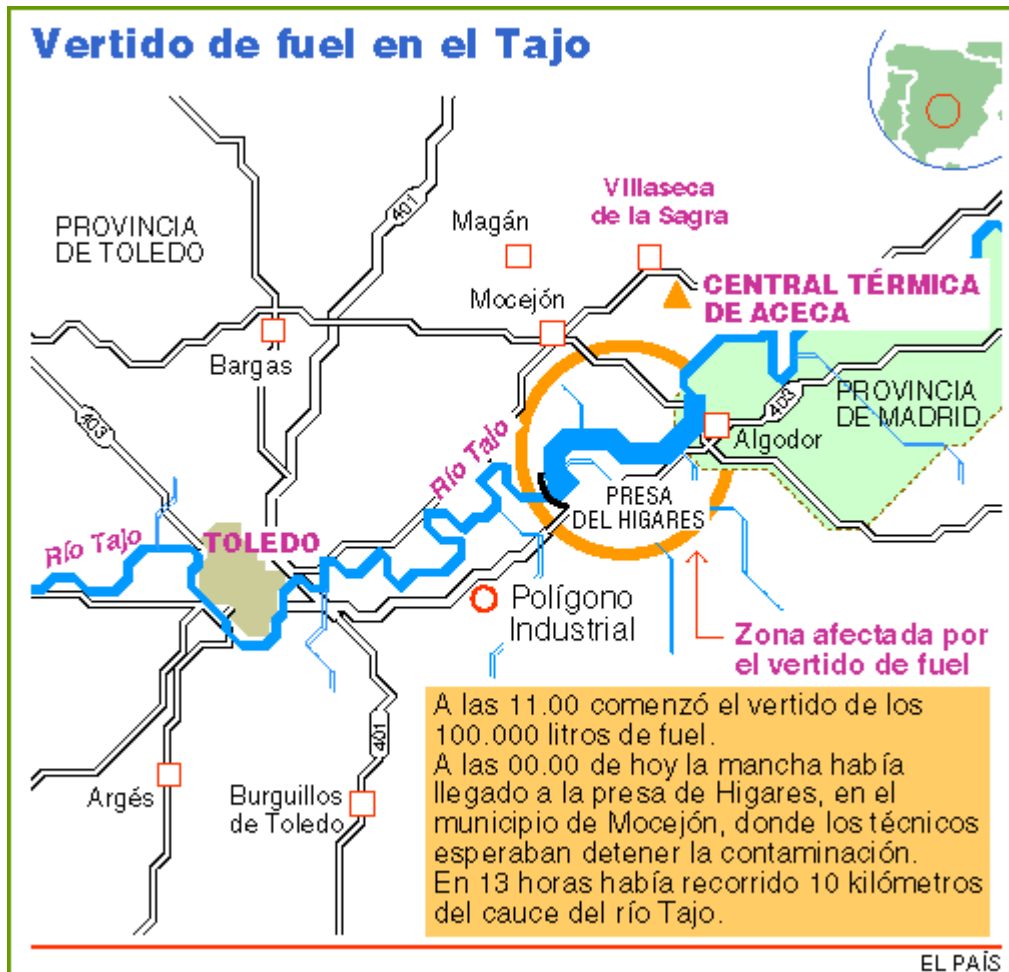 Vertido de fuel en el Tajo
PROVINCIA
DE TOLEDO
401
Magán
VIllaseca
de la Sagra
Mocejón
CENTRAL TÉRMICA
DE ACECA
Bargas
403
PROVINCIA
DE MADRID
403
Algodor
Río Tajo
PRESA
DEL HIGARES
Río Tajo
TOLEDO
Polígono
Industrial
Zona afectada por
el vertido de fuel
401
Argés
Burguillos
de Toledo
A las 11.00 comenzó el vertido de los
100.000 litros de fuel.
A las 00.00 de hoy la mancha había
llegado a la presa de Higares, en el
municipio de Mocejón, donde los técnicos
esperaban detener la contaminación.
En 13 horas había recorrido 10 kilómetros
del cauce del río Tajo.
EL PAÍS